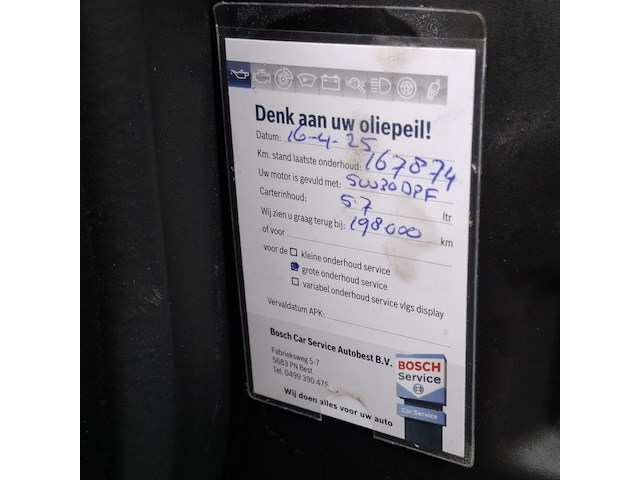 Denk aan uw oliepeil!
Datum: 16-4-25
Km. stand laatste onderhoud: 167874
Uw motor is gevuld met: 5W30 DPF
Carterinhoud: 5.7 ltr
Wij zien u graag terug bij: 198000 km
of voor
voor de kleine onderhoud service
grote onderhoud service
variabel onderhoud service vlgs display
Vervaldatum APK:
Bosch Car Service Autobest B.V.
Fabrieksweg 5-7
5683 PN Best
Tel. 0499 390 475
Wij doen alles voor uw auto
BOSCH
Service
Car Service